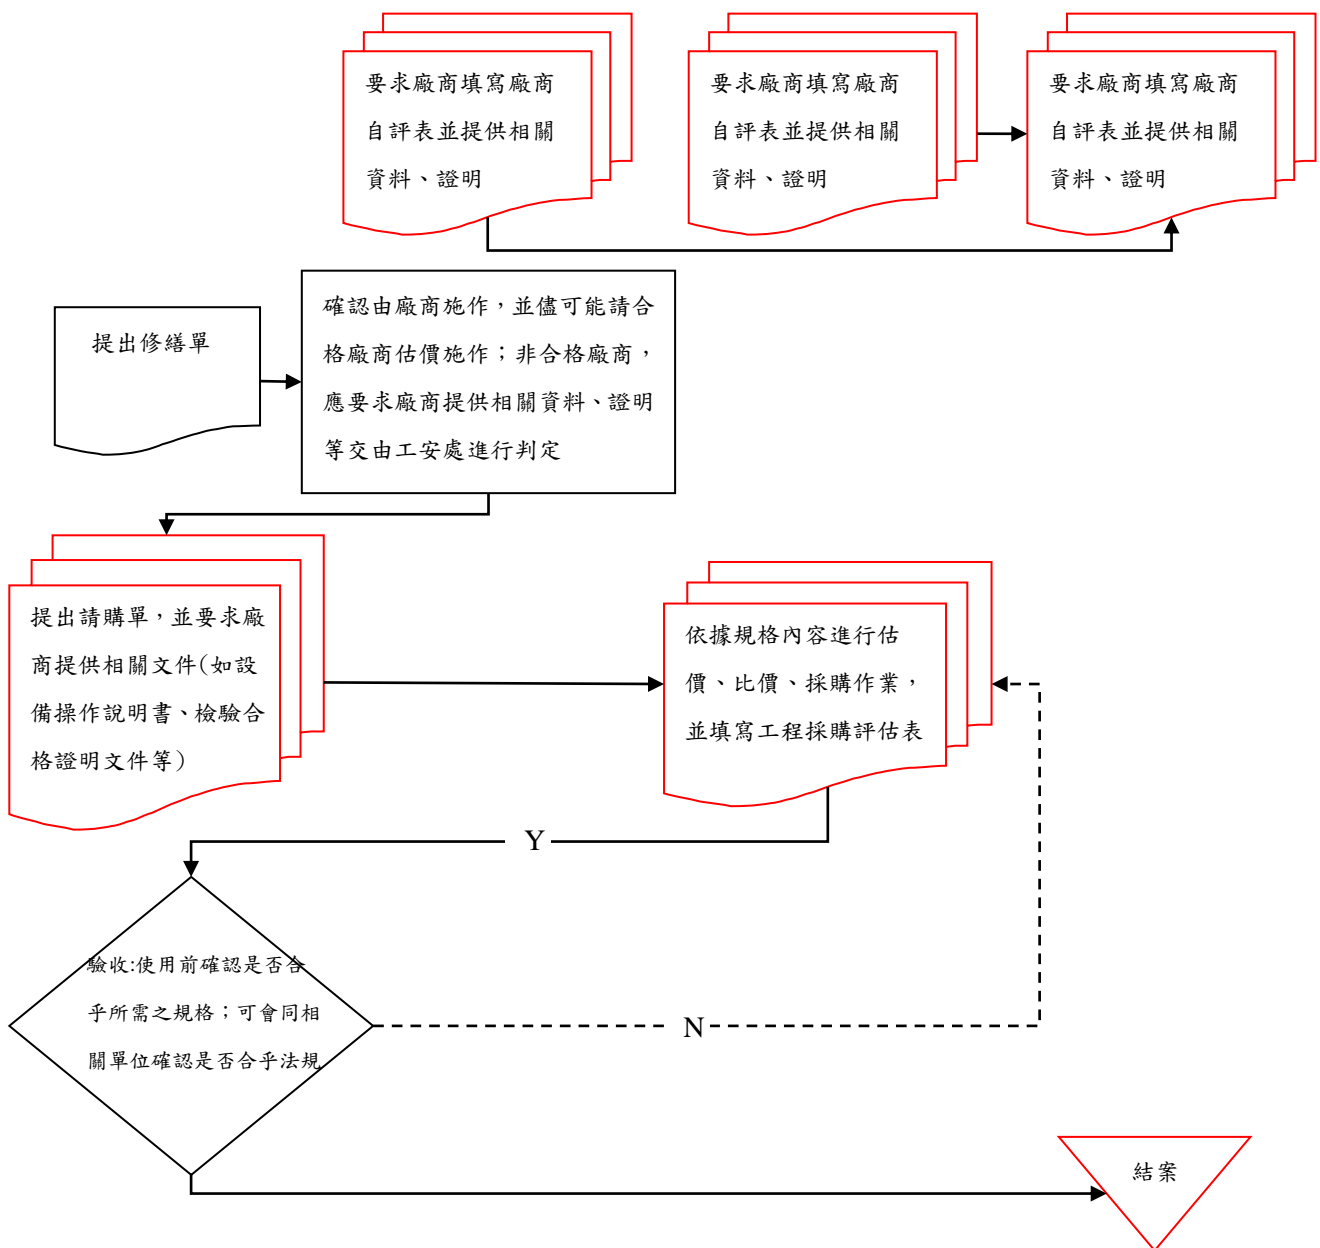 要求廠商填寫廠商
自評表並提供相關
資料、證明
要求廠商填寫廠商
自評表並提供相關
資料、證明
要求廠商填寫廠商
自評表並提供相關
資料、證明
提出修繕單
確認由廠商施作，並儘可能請合
格廠商估價施作；非合格廠商，
應要求廠商提供相關資料、證明
等交由工安處進行判定
提出請購單，並要求廠
商提供相關文件(如設
備操作說明書、檢驗合
格證明文件等)
依據規格內容進行估
價、比價、採購作業，
並填寫工程採購評估表
Y
驗收:使用前確認是否合
乎所需之規格；可會同相
關單位確認是否合乎法規
N
結案